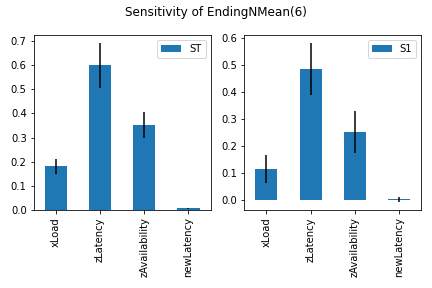 Sensitivity of EndingNMean(6)
ST
0.7
0.6
0.5
0.4
0.3
0.2
0.1
0.0
xLoad
zLatency
zAvailability
newLatency
S1
0.6
0.5
0.4
0.3
0.2
0.1
0.0
xLoad
zLatency
zAvailability
newLatency